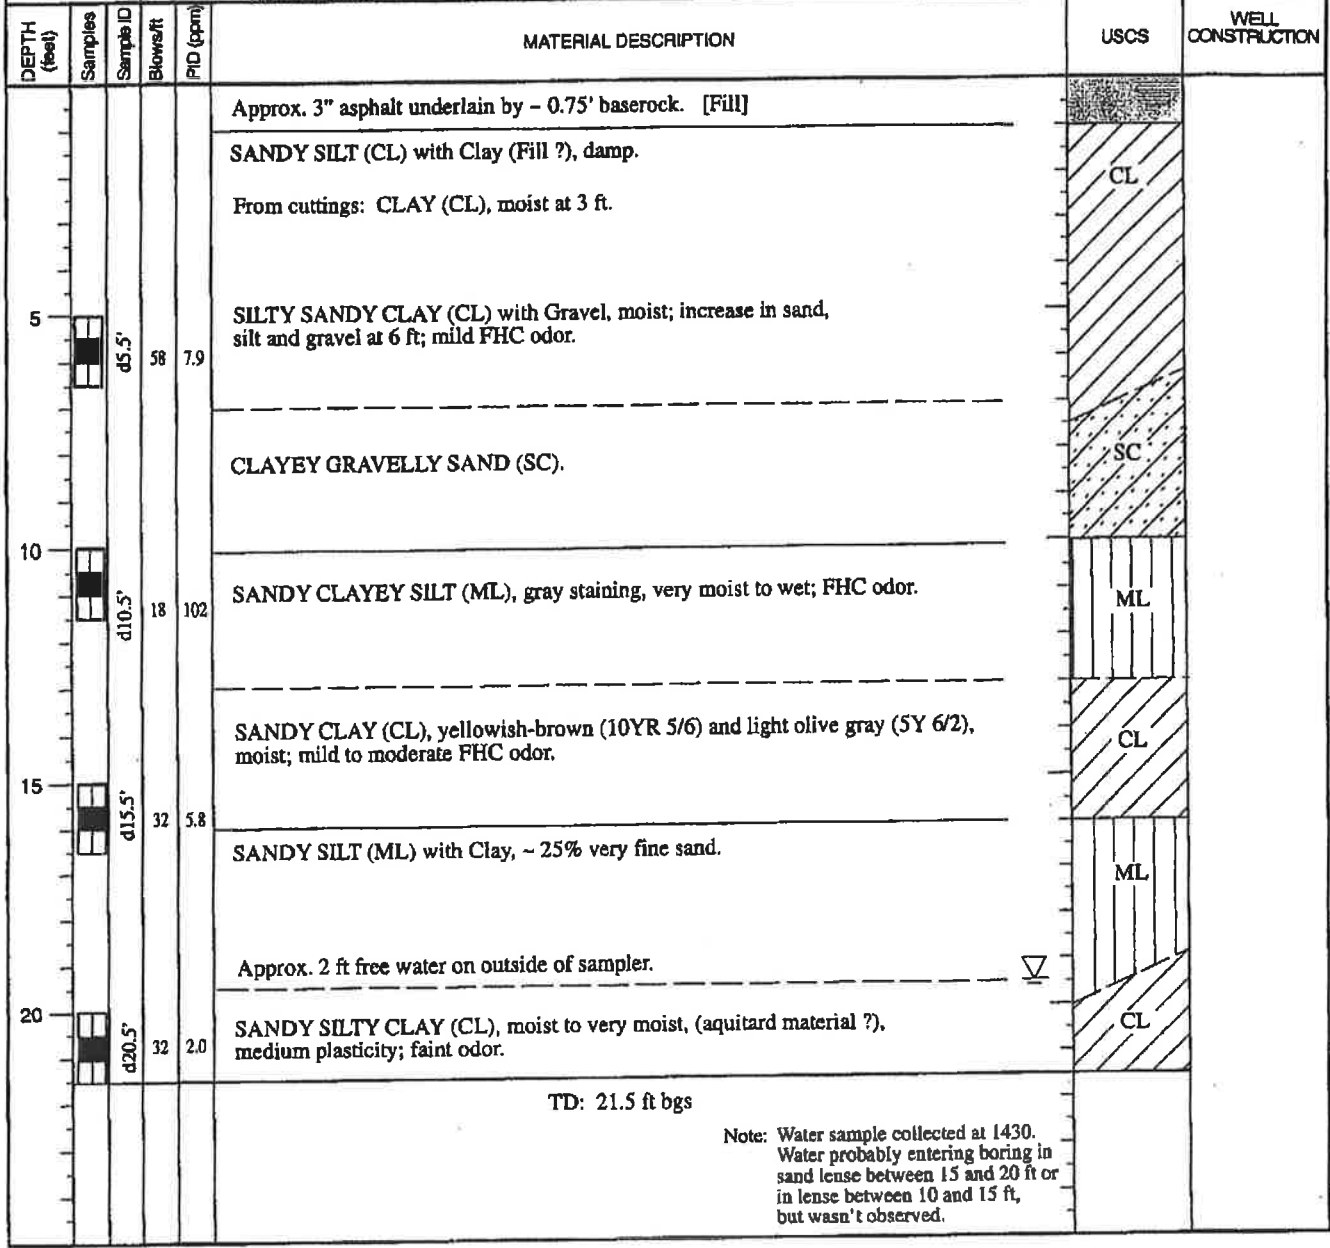 DEPTH (feet)
Samples
Sample ID
Blows/ft
PID (ppm)
MATERIAL DESCRIPTION
USCS
WELL
CONSTRUCTION
Approx. 3" asphalt underlain by ~ 0.75' baserock. [Fill]
SANDY SILT (CL) with Clay (Fill ?), damp.
CL
From cuttings: CLAY (CL), moist at 3 ft.
5
d5.5'
58
7.9
SILTY SANDY CLAY (CL) with Gravel, moist; increase in sand,
silt and gravel at 6 ft; mild FHC odor.
CLAYEY GRAVELLY SAND (SC).
SC
10
d10.5'
18
102
SANDY CLAYEY SILT (ML), gray staining, very moist to wet; FHC odor.
ML
SANDY CLAY (CL), yellowish-brown (10YR 5/6) and light olive gray (5Y 6/2),
moist; mild to moderate FHC odor.
CL
15
d15.5'
32
5.8
SANDY SILT (ML) with Clay, ~ 25% very fine sand.
ML
Approx. 2 ft free water on outside of sampler.
20
d20.5'
32
2.0
SANDY SILTY CLAY (CL), moist to very moist, (aquitard material ?),
medium plasticity; faint odor.
CL
TD: 21.5 ft bgs
Note: Water sample collected at 1430.
Water probably entering boring in
sand lense between 15 and 20 ft or
in lense between 10 and 15 ft,
but wasn't observed.